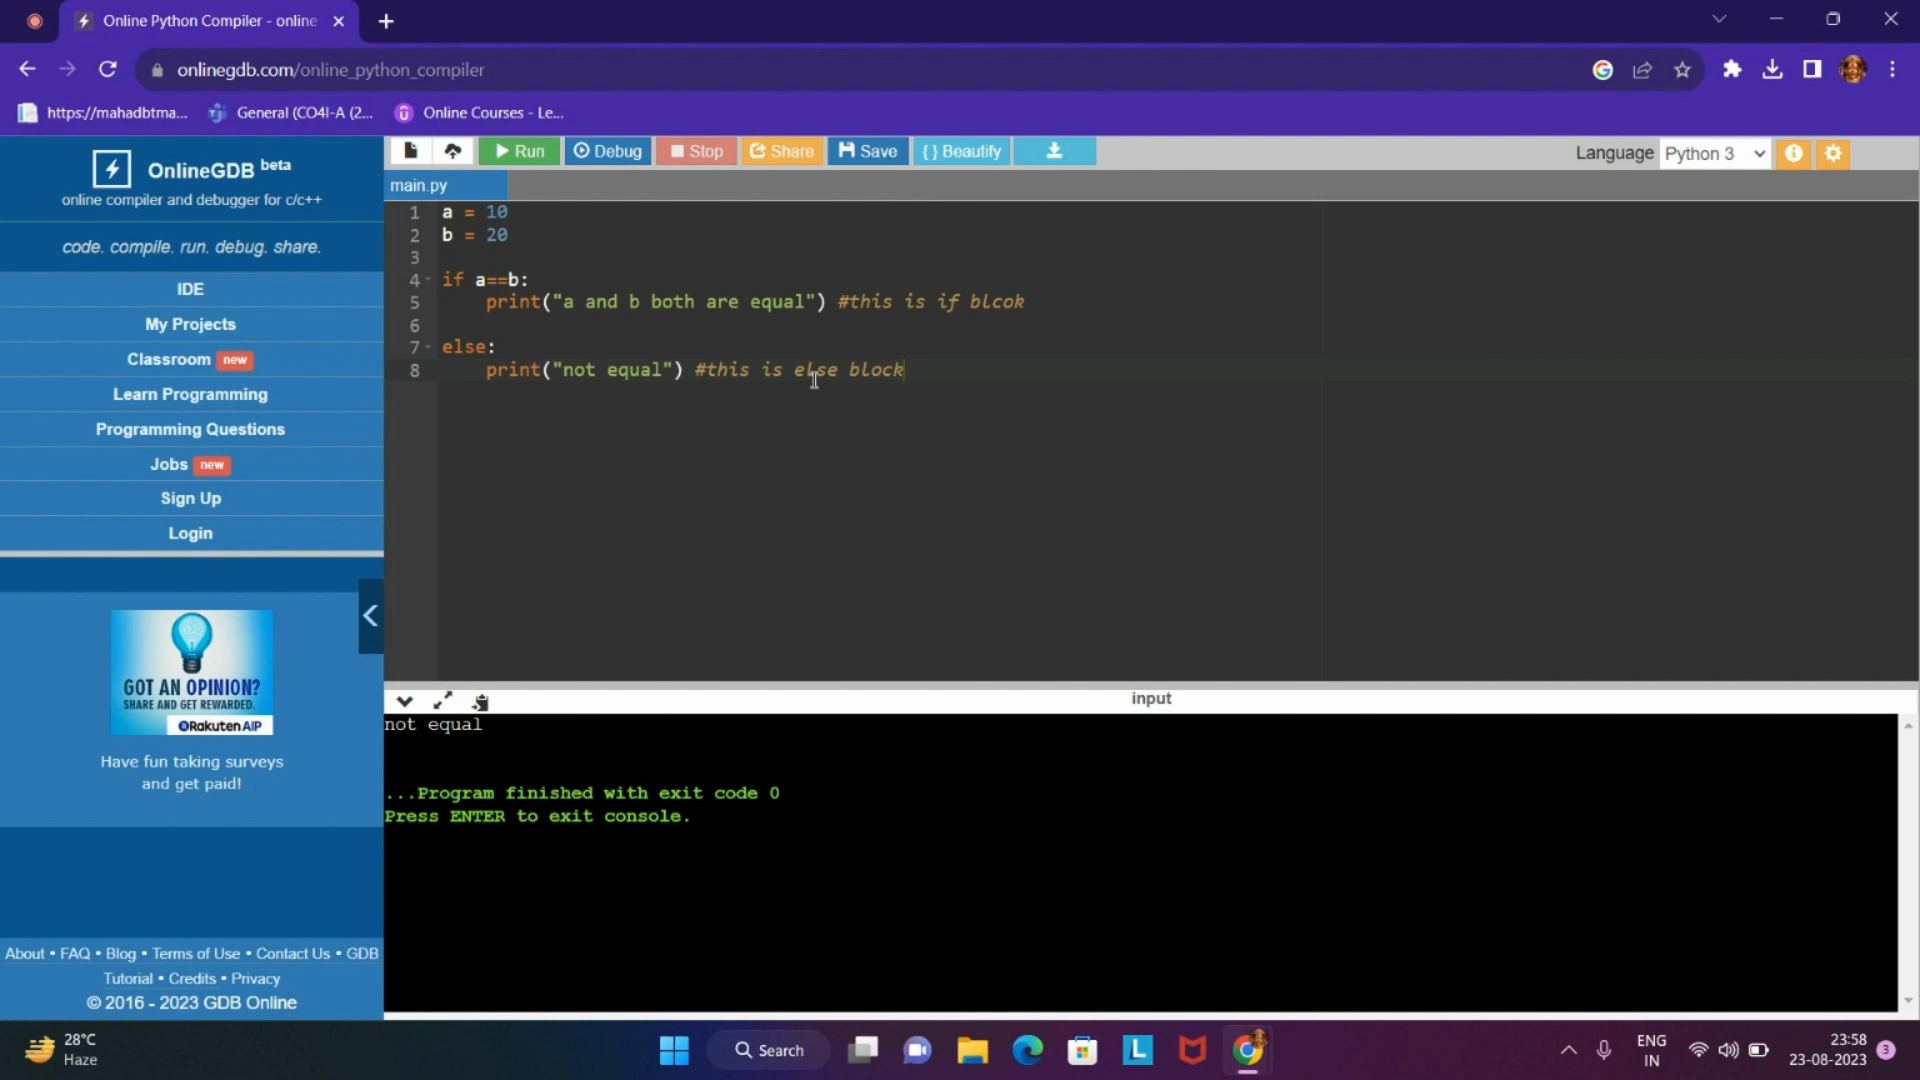 Online Python Compiler - online
onlinegdb.com/online_python_compiler
https://mahadbtma... General (CO4I-A (2... Online Courses - Le...
OnlineGDB beta
online compiler and debugger for c/c++
code. compile. run. debug. share.
IDE
My Projects
Classroom new
Learn Programming
Programming Questions
Jobs new
Sign Up
Login
GOT AN OPINION?
SHARE AND GET REWARDED.
Rakuten AIP
Have fun taking surveys
and get paid!
About • FAQ • Blog • Terms of Use • Contact Us • GDB
Tutorial • Credits • Privacy
© 2016 - 2023 GDB Online
Run Debug Stop Share Save { } Beautify
Language Python 3
main.py
1 a = 10
2 b = 20
3
4 if a==b:
5 print("a and b both are equal") #this is if blcok
6
7 else:
8 print("not equal") #this is else block
input
not equal
...Program finished with exit code 0
Press ENTER to exit console.
28°C
Haze
Search
L
ENG
IN
23:58
23-08-2023
3